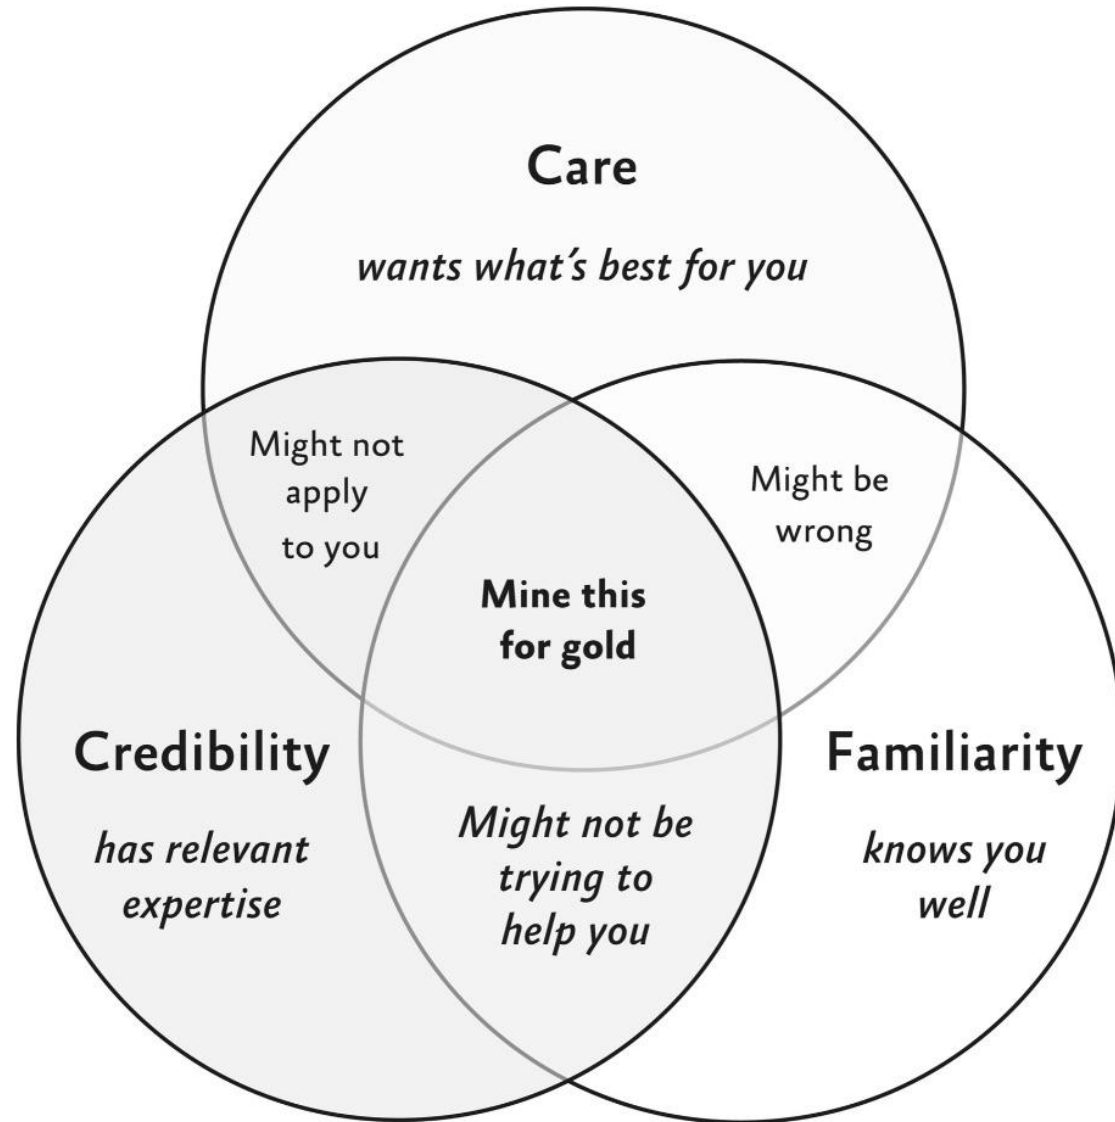 Care
wants what's best for you
Might not
apply
to you
Might be
wrong
Mine this
for gold
Credibility
has relevant
expertise
Might not be
trying to
help you
Familiarity
knows you
well